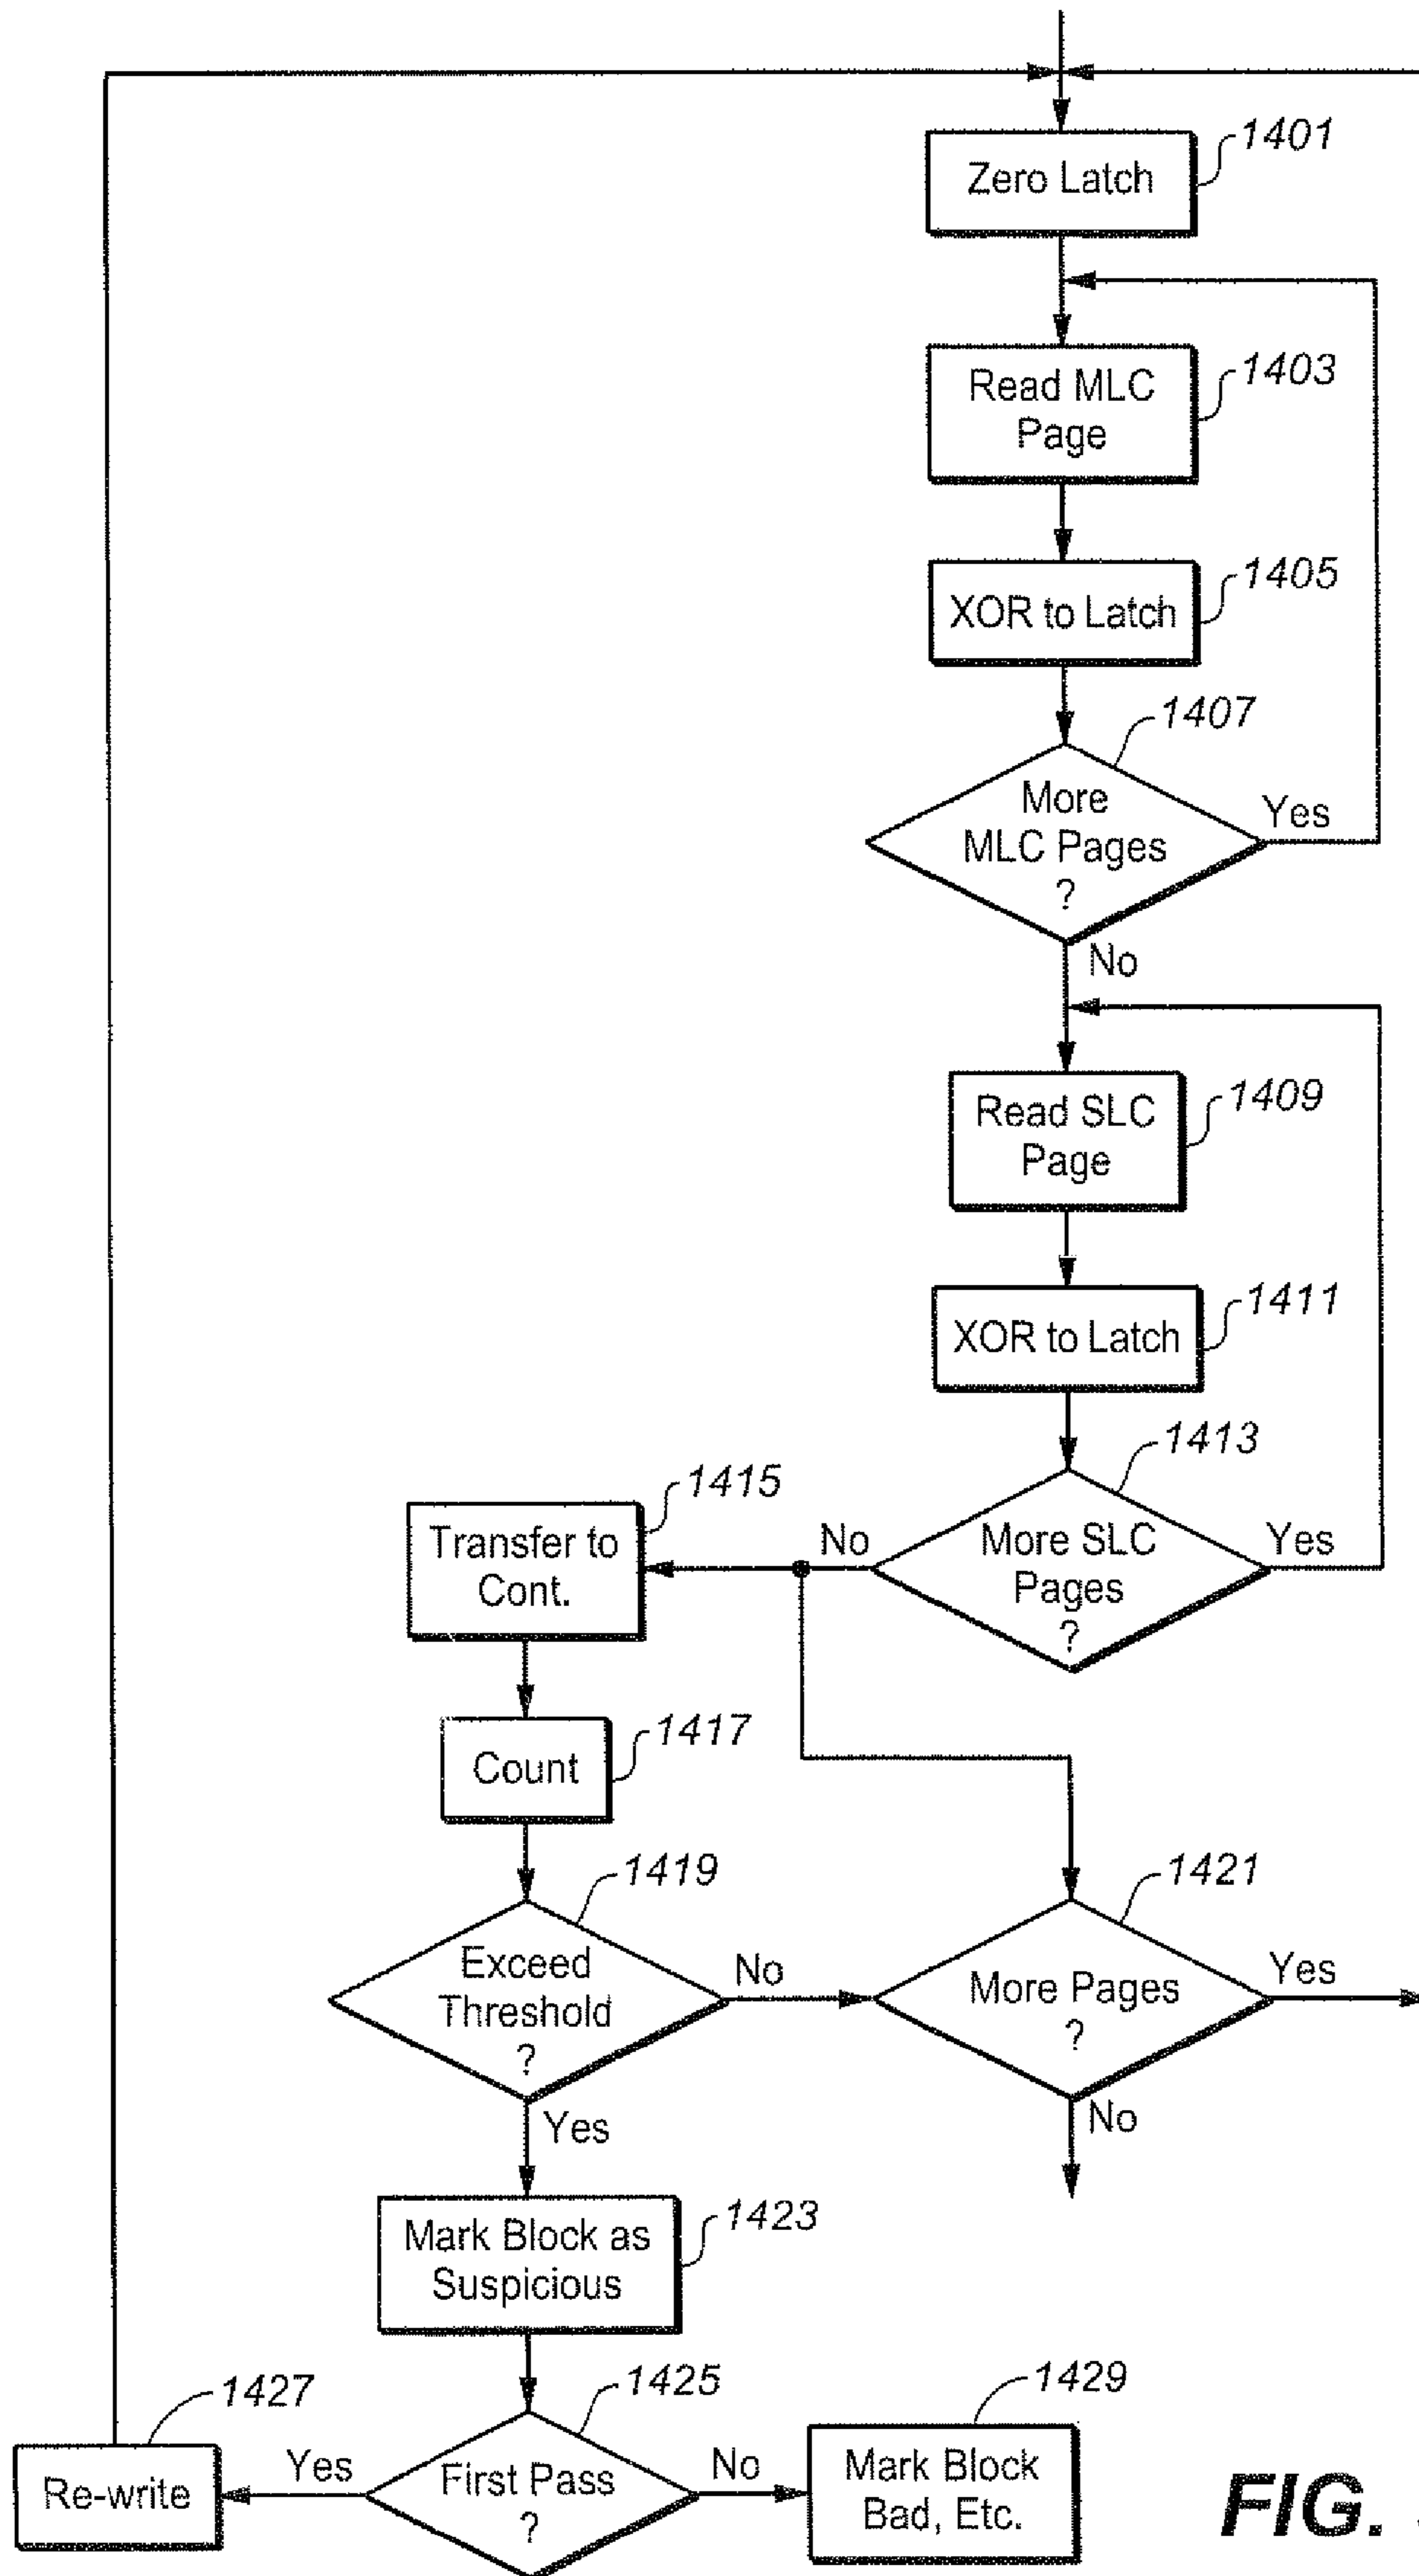 1401
Zero Latch
1403
Read MLC
Page
1405
XOR to Latch
1407
More
MLC Pages
?
Yes
No
1409
Read SLC
Page
1411
XOR to Latch
1413
More SLC
Pages
?
Yes
No
1415
Transfer to
Cont.
1417
Count
1419
Exceed
Threshold
?
No
Yes
1421
More Pages
?
Yes
No
1423
Mark Block as
Suspicious
1425
First Pass
?
Yes
No
1427
Re-write
1429
Mark Block
Bad, Etc.
FIG.